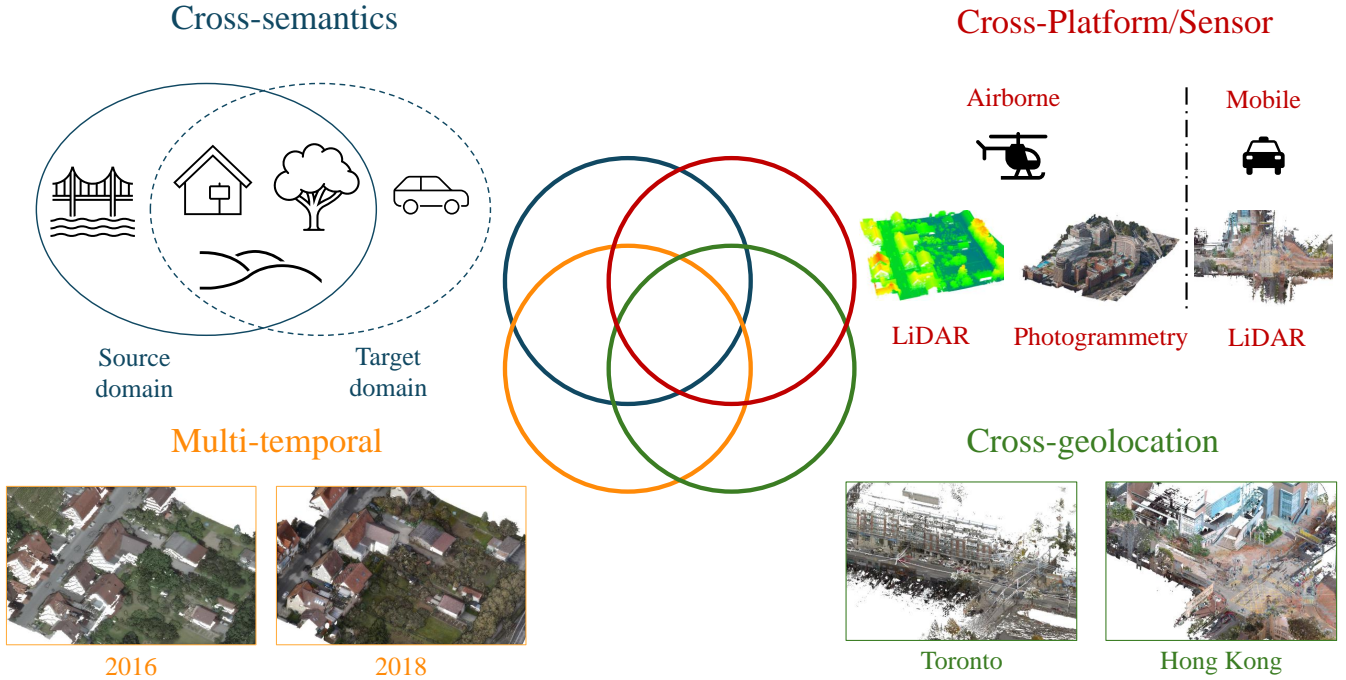 Cross-semantics
Source
domain
Target
domain
Cross-Platform/Sensor
Airborne
Mobile
LiDAR
Photogrammetry
LiDAR
Multi-temporal
2016
2018
Cross-geolocation
Toronto
Hong Kong